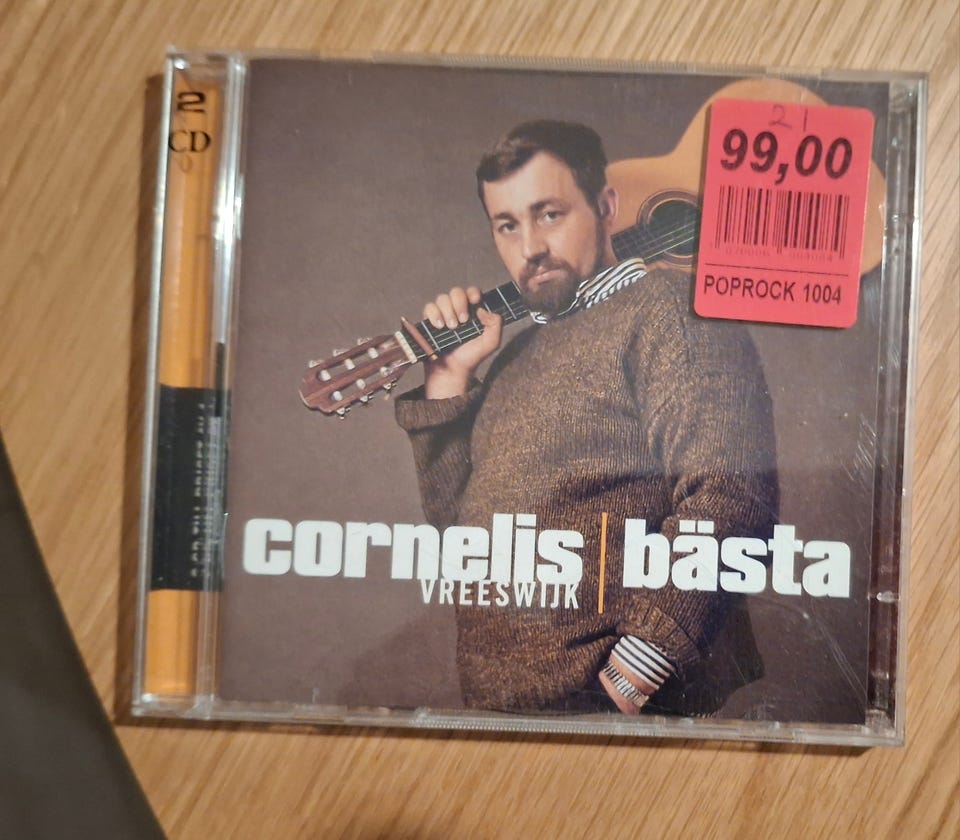 2
CD
21
99,00
POPROCK 1004
cornelis | bästa
VREESWIJK